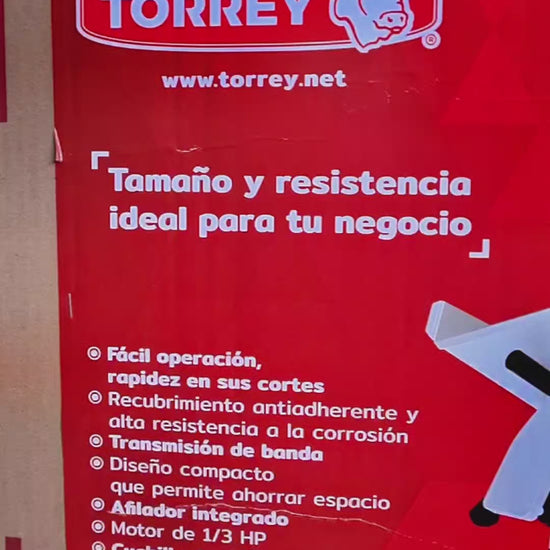 TORREY
®
www.torrey.net
Tamaño y resistencia
ideal para tu negocio
Fácil operación,
rapidez en sus cortes
Recubrimiento antiadherente y
alta resistencia a la corrosión
Transmisión de banda
Diseño compacto
que permite ahorrar espacio
Afilador integrado
Motor de 1/3 HP